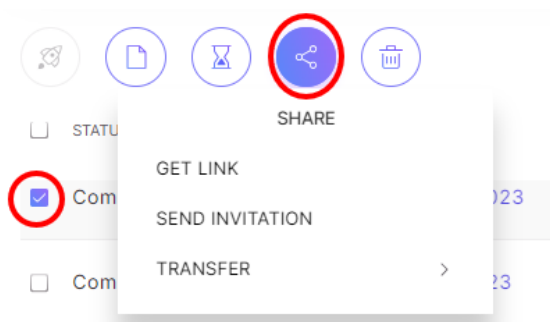 SHARE
STATU
GET LINK
Com 023
SEND INVITATION
TRANSFER
Com 23